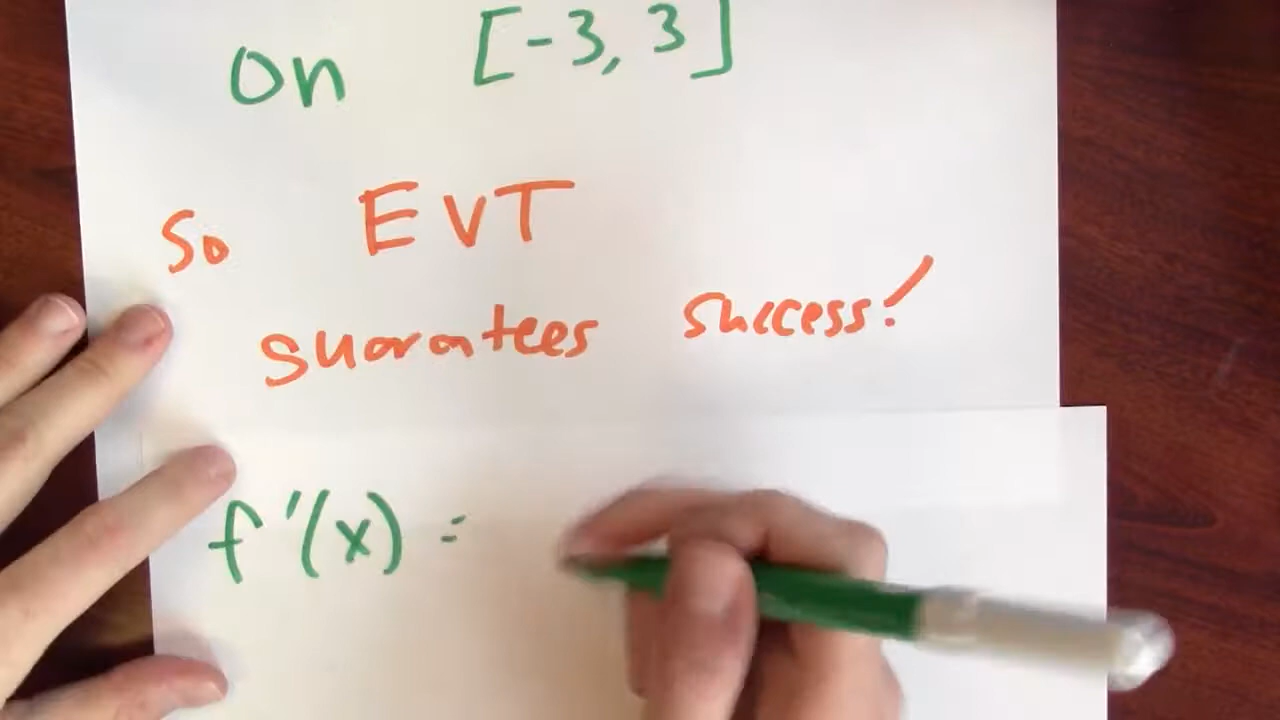 on [-3, 3]
So EVT
guarantees success!
f'(x) =